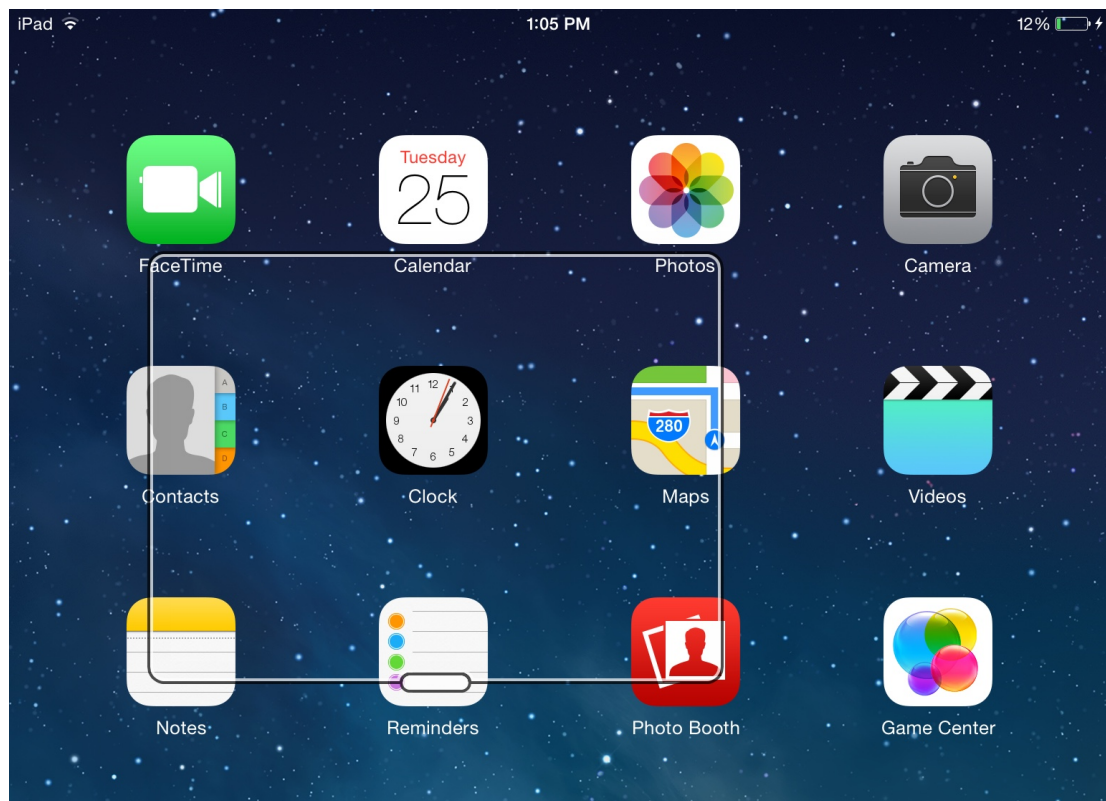 iPad 1:05 PM 12%
Tuesday
25
FaceTime Calendar Photos Camera
A
B
C
D
11 12 1
10 2
9 3
8 4
7 6 5
280
Contacts Clock Maps Videos
Notes Reminders Photo Booth Game Center